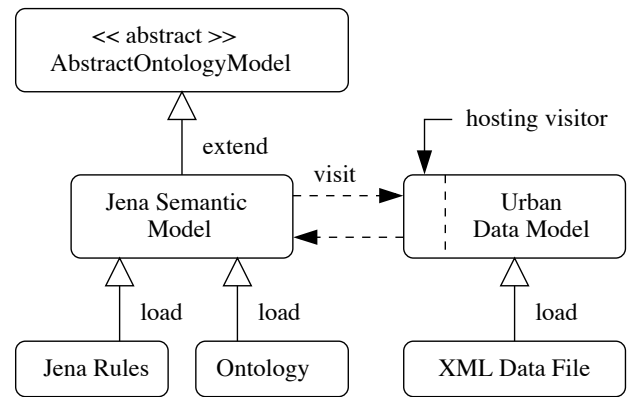 << abstract >>
AbstractOntologyModel
hosting visitor
extend
visit
Jena Semantic
Model
Urban
Data Model
load
load
load
Jena Rules
Ontology
XML Data File